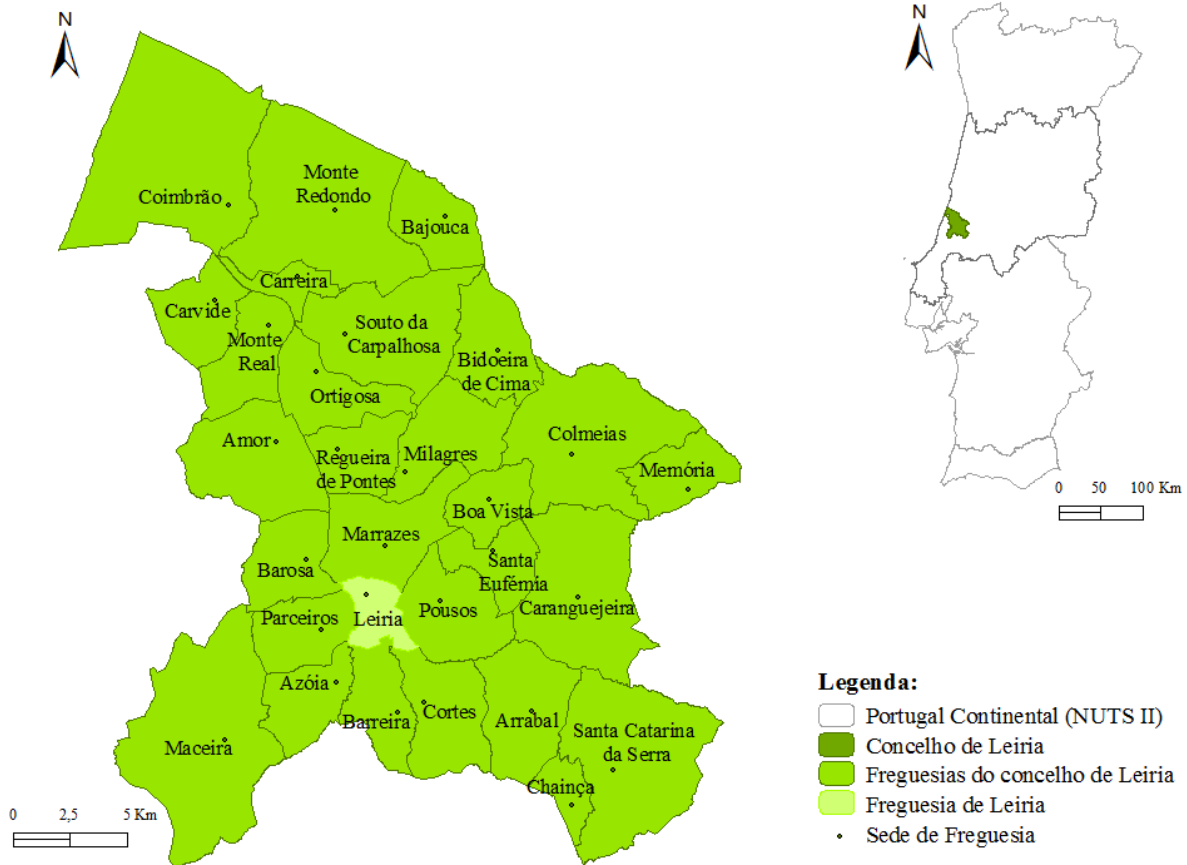 N
Coimbrão
Monte
Redondo
Bajouca
Carreira
Carvide
Monte
Real
Souto da
Carpalhosa
Bidoeira
de Cima
Ortigosa
Amor
Regueira
de Pontes
Milagres
Colmeias
Memória
Boa Vista
Marrazes
Barosa
Santa
Eufémia
Caranguejeira
Parceiros
Leiria
Pousos
Azóia
Barreira
Cortes
Arrabal
Santa Catarina
da Serra
Maceira
Chainça
0 2,5 5 Km
N
0 50 100 Km
Legenda:
Portugal Continental (NUTS II)
Concelho de Leiria
Freguesias do concelho de Leiria
Freguesia de Leiria
Sede de Freguesia